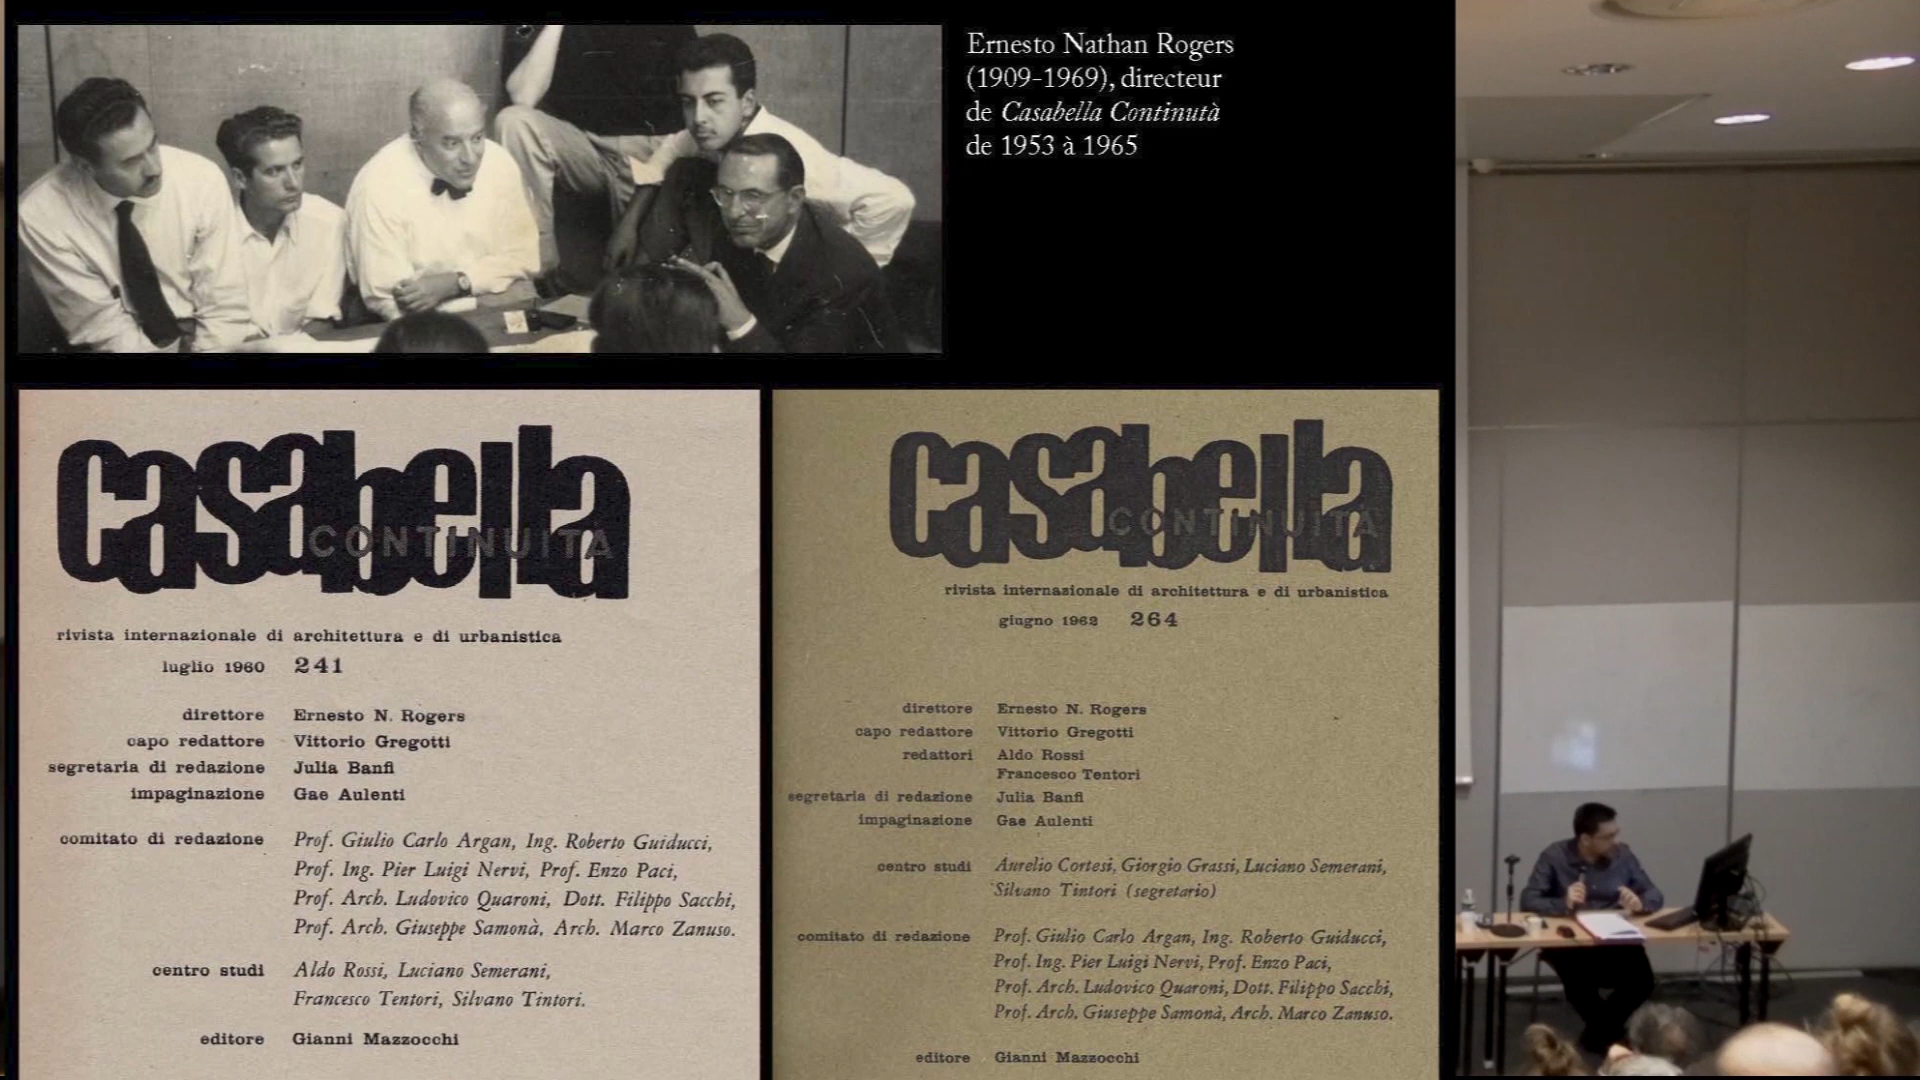 Ernesto Nathan Rogers
(1909-1969), directeur
de Casabella Continutà
de 1953 à 1965
casabella
CONTINUITÀ
rivista internazionale di architettura e di urbanistica
luglio 1960 241
direttore Ernesto N. Rogers
capo redattore Vittorio Gregotti
segretaria di redazione Julia Banfi
impaginazione Gae Aulenti
comitato di redazione Prof. Giulio Carlo Argan, Ing. Roberto Guiducci,
Prof. Ing. Pier Luigi Nervi, Prof. Enzo Paci,
Prof. Arch. Ludovico Quaroni, Dott. Filippo Sacchi,
Prof. Arch. Giuseppe Samonà, Arch. Marco Zanuso.
centro studi Aldo Rossi, Luciano Semerani,
Francesco Tentori, Silvano Tintori.
editore Gianni Mazzocchi
casabella
CONTINUITÀ
rivista internazionale di architettura e di urbanistica
giugno 1962 264
direttore Ernesto N. Rogers
capo redattore Vittorio Gregotti
redattori Aldo Rossi
Francesco Tentori
segretaria di redazione Julia Banfi
impaginazione Gae Aulenti
centro studi Aurelio Cortesi, Giorgio Grassi, Luciano Semerani,
Silvano Tintori (segretario)
comitato di redazione Prof. Giulio Carlo Argan, Ing. Roberto Guiducci,
Prof. Ing. Pier Luigi Nervi, Prof. Enzo Paci,
Prof. Arch. Ludovico Quaroni, Dott. Filippo Sacchi,
Prof. Arch. Giuseppe Samonà, Arch. Marco Zanuso.
editore Gianni Mazzocchi